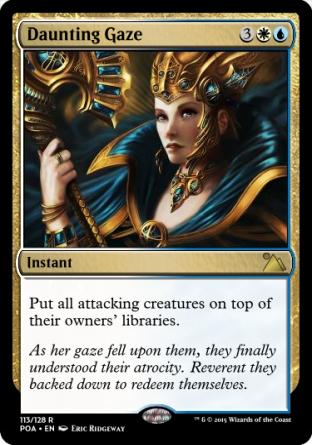 Daunting Gaze 3
Instant
Put all attacking creatures on top of
their owners' libraries.
As her gaze fell upon them, they finally
understood their atrocity. Reverent they
backed down to redeem themselves.
113/128 R
POA • EN Eric Ridgeway
™ & © 2015 Wizards of the Coast